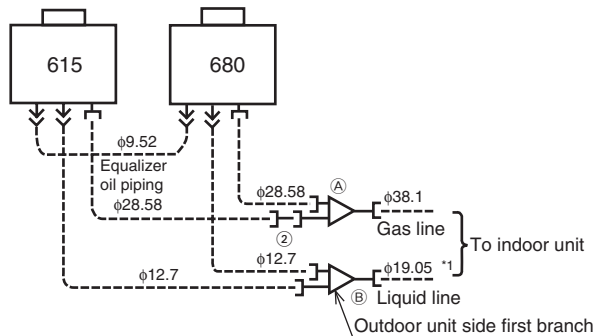 615
680
ϕ9.52
Equalizer
oil piping
ϕ28.58
ϕ28.58
Ⓐ
ϕ38.1
Gas line
②
To indoor unit
ϕ12.7
ϕ12.7
ϕ19.05 *1
Ⓑ Liquid line
Outdoor unit side first branch